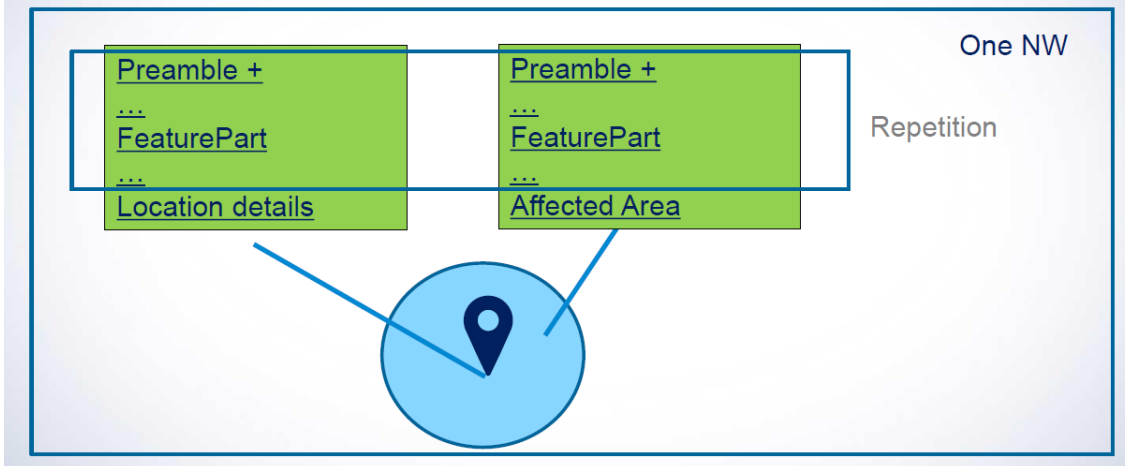 One NW
Preamble +
...
FeaturePart
...
Location details
Preamble +
...
FeaturePart
...
Affected Area
Repetition